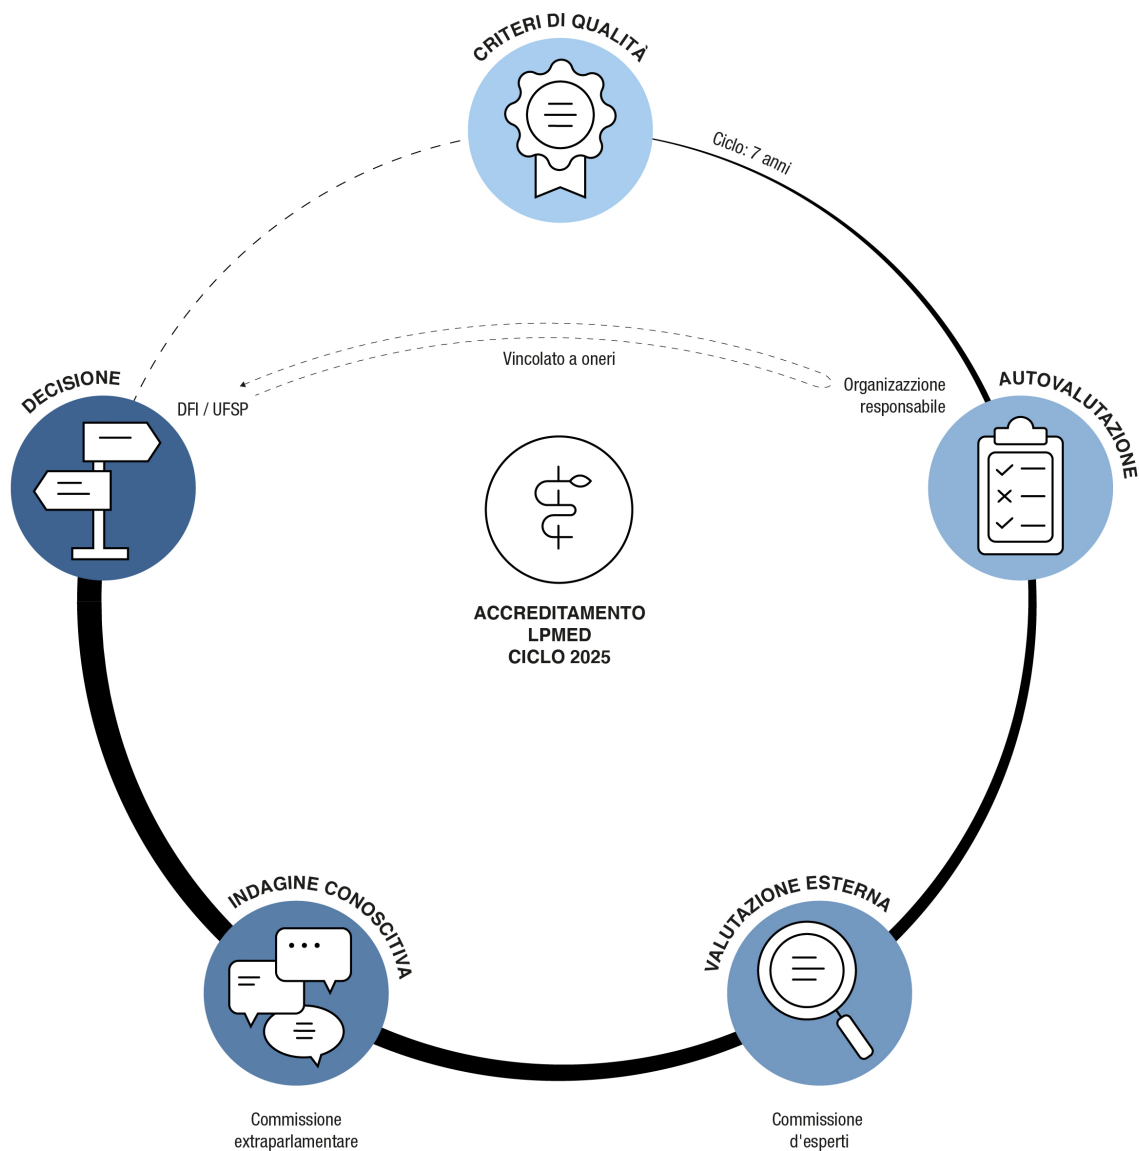 CRITERI DI QUALITÀ
Ciclo: 7 anni
Vincolato a oneri
DECISIONE
DFI / UFSP
Organizazzione
responsabile
AUTOVALUTAZIONE
ACCREDITAMENTO
LPMED
CICLO 2025
INDAGINE CONOSCITIVA
VALUTAZIONE ESTERNA
Commissione
extraparlamentare
Commissione
d'esperti